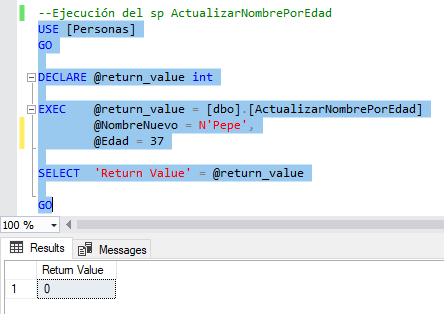 --Ejecución del sp ActualizarNombrePorEdad
USE [Personas]
GO
DECLARE @return_value int
EXEC @return_value = [dbo].[ActualizarNombrePorEdad]
@NombreNuevo = N'Pepe',
@Edad = 37
SELECT 'Return Value' = @return_value
GO
100 %
Results Messages
Return Value
1 0